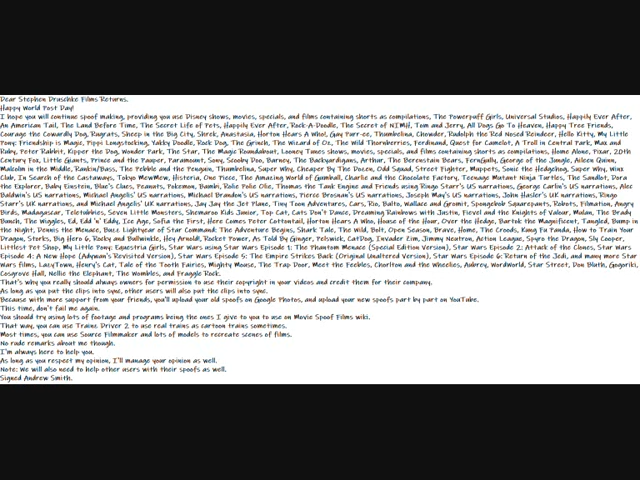 Dear Stephen Druschke Films Returns,
Happy World Post Day!
I hope you will continue spoof making, providing you use Disney shows, movies, specials, and films containing shorts as compilations, The Powerpuff Girls, Universal Studios, Happily Ever After,
An American Tail, The Land Before Time, The Secret Life of Pets, Happily Ever After, Rock-A-Doodle, The Secret of NIMH, Tom and Jerry, All Dogs Go To Heaven, Happy Tree Friends,
Courage the Cowardly Dog, Rugrats, Sheep in the Big City, Shrek, Anastasia, Horton Hears A Who!, Gay Purr-ee, Thumbelina, Chowder, Rudolph the Red Nosed Reindeer, Hello Kitty, My Little
Pony: Friendship is Magic, Pippi Longstocking, Yakky Doodle, Rock Dog, The Grinch, The Wizard of Oz, The Wild Thornberries, Ferdinand, Quest for Camelot, A Troll in Central Park, Max and
Ruby, Peter Rabbit, Kipper the Dog, Wonder Park, The Star, The Magic Roundabout, Looney Tunes shows, movies, specials, and films containing shorts as compilations, Home Alone, Pixar, 20th
Century Fox, Little Giants, Prince and the Pauper, Paramount, Sony, Scooby Doo, Barney, The Backyardigans, Arthur, The Berenstain Bears, FernGully, George of the Jungle, Aileen Quinn,
Malcolm in the Middle, Rankin/Bass, The Pebble and the Penguin, Thumbelina, Super Why, Cheaper By The Dozen, Odd Squad, Street Fighter, Muppets, Sonic the Hedgehog, Super Why, Winx
Club, In Search of the Castaways, Tokyo MewMew, Histeria, One Piece, The Amazing World of Gumball, Charlie and the Chocolate Factory, Teenage Mutant Ninja Turtles, The Sandlot, Dora
the Explorer, Baby Einstein, Blue's Clues, Peanuts, Pokemon, Bambi, Rolie Polie Olie, Thomas the Tank Engine and Friends using Ringo Starr's US narrations, George Carlin's US narrations, Alec
Baldwin's US narrations, Michael Angelis' US narrations, Michael Brandon's US narrations, Pierce Brosnan's US narrations, Joseph May's US narrations, John Hasler's UK narrations, Ringo
Starr's UK narrations, and Michael Angelis' UK narrations, Jay Jay the Jet Plane, Tiny Toon Adventures, Cars, Rio, Balto, Wallace and Gromit, Spongebob Squarepants, Robots, Filmation, Angry
Birds, Madagascar, Teletubbies, Seven Little Monsters, Shemaroo Kids Junior, Top Cat, Cats Don't Dance, Dreaming Rainbows with Justin, Fievel and the Knights of Valour, Mulan, The Brady
Bunch, The Wiggles, Ed, Edd 'n' Eddy, Ice Age, Sofia the First, Here Comes Peter Cottontail, Horton Hears A Who, House of the Hour, Over the Hedge, Bartok the Magnificent, Tangled, Bump in
the Night, Dennis the Menace, Buzz Lightyear of Star Command: The Adventure Begins, Shark Tale, The Wild, Bolt, Open Season, Brave, Home, The Croods, Kung Fu Panda, How to Train Your
Dragon, Storks, Big Hero 6, Rocky and Bullwinkle, Hey Arnold, Rocket Power, As Told By Ginger, Pelswick, CatDog, Invader Zim, Jimmy Neutron, Action League, Spyro the Dragon, Sly Cooper,
Littlest Pet Shop, My Little Pony: Equestria Girls, Star Wars using Star Wars Episode 1: The Phantom Menace (Special Edition Version), Star Wars Episode 2: Attack of the Clones, Star Wars
Episode 4: A New Hope (Adywan's Revisited Version), Star Wars Episode 5: The Empire Strikes Back (Original Unaltered Version), Star Wars Episode 6: Return of the Jedi, and many more Star
Wars films, LazyTown, Henry's Cat, Tale of the Tooth Fairies, Mighty Mouse, The Trap Door, Meet the Feebles, Chorlton and the Wheelies, Aubrey, WordWorld, Star Street, Don Bluth, Gogoriki,
Cosgrove Hall, Nellie the Elephant, The Wombles, and Fraggle Rock.
That's why you really should always owners for permission to use their copyright in your videos and credit them for their company.
As long as you put the clips into sync, other users will also put the clips into sync.
Because with more support from your friends, you'll upload your old spoofs on Google Photos, and upload your new spoofs part by part on YouTube.
This time, don't fail me again.
You should try using lots of footage and programs being the ones I give to you to use on Movie Spoof Films wiki.
That way, you can use Trainz Driver 2, to use real trains as cartoon trains sometimes.
Most times, you can use Source Filmmaker and lots of models to recreate scenes of films.
No rude remarks about me though.
I'm always here to help you.
As long as you respect my opinion, I'll manage your opinion as well.
Note: We will also need to help other users with their spoofs as well.
Signed Andrew Smith.